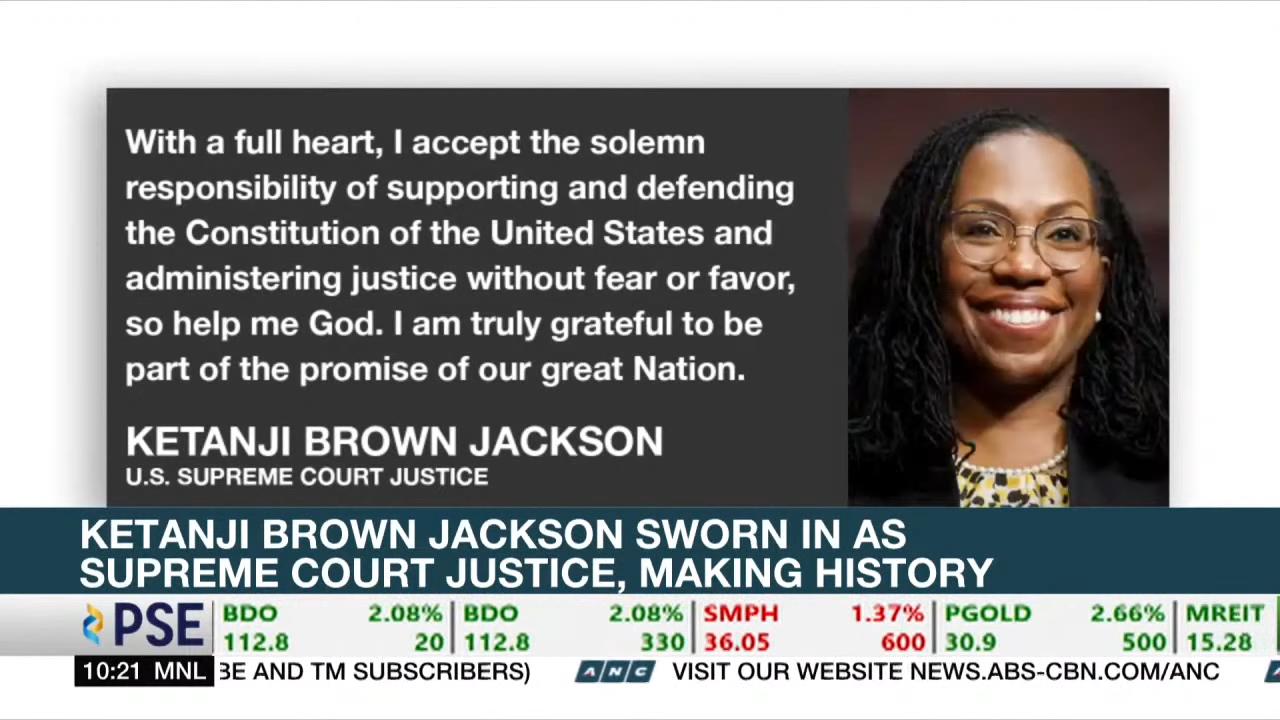 With a full heart, I accept the solemn
responsibility of supporting and defending
the Constitution of the United States and
administering justice without fear or favor,
so help me God. I am truly grateful to be
part of the promise of our great Nation.
KETANJI BROWN JACKSON
U.S. SUPREME COURT JUSTICE
KETANJI BROWN JACKSON SWORN IN AS
SUPREME COURT JUSTICE, MAKING HISTORY
PSE
BDO 2.08% BDO 2.08% SMPH 1.37% PGOLD 2.66% MREIT
112.8 20 112.8 330 36.05 600 30.9 500 15.28
10:21 MNL BE AND TM SUBSCRIBERS) ANC VISIT OUR WEBSITE NEWS.ABS-CBN.COM/ANC